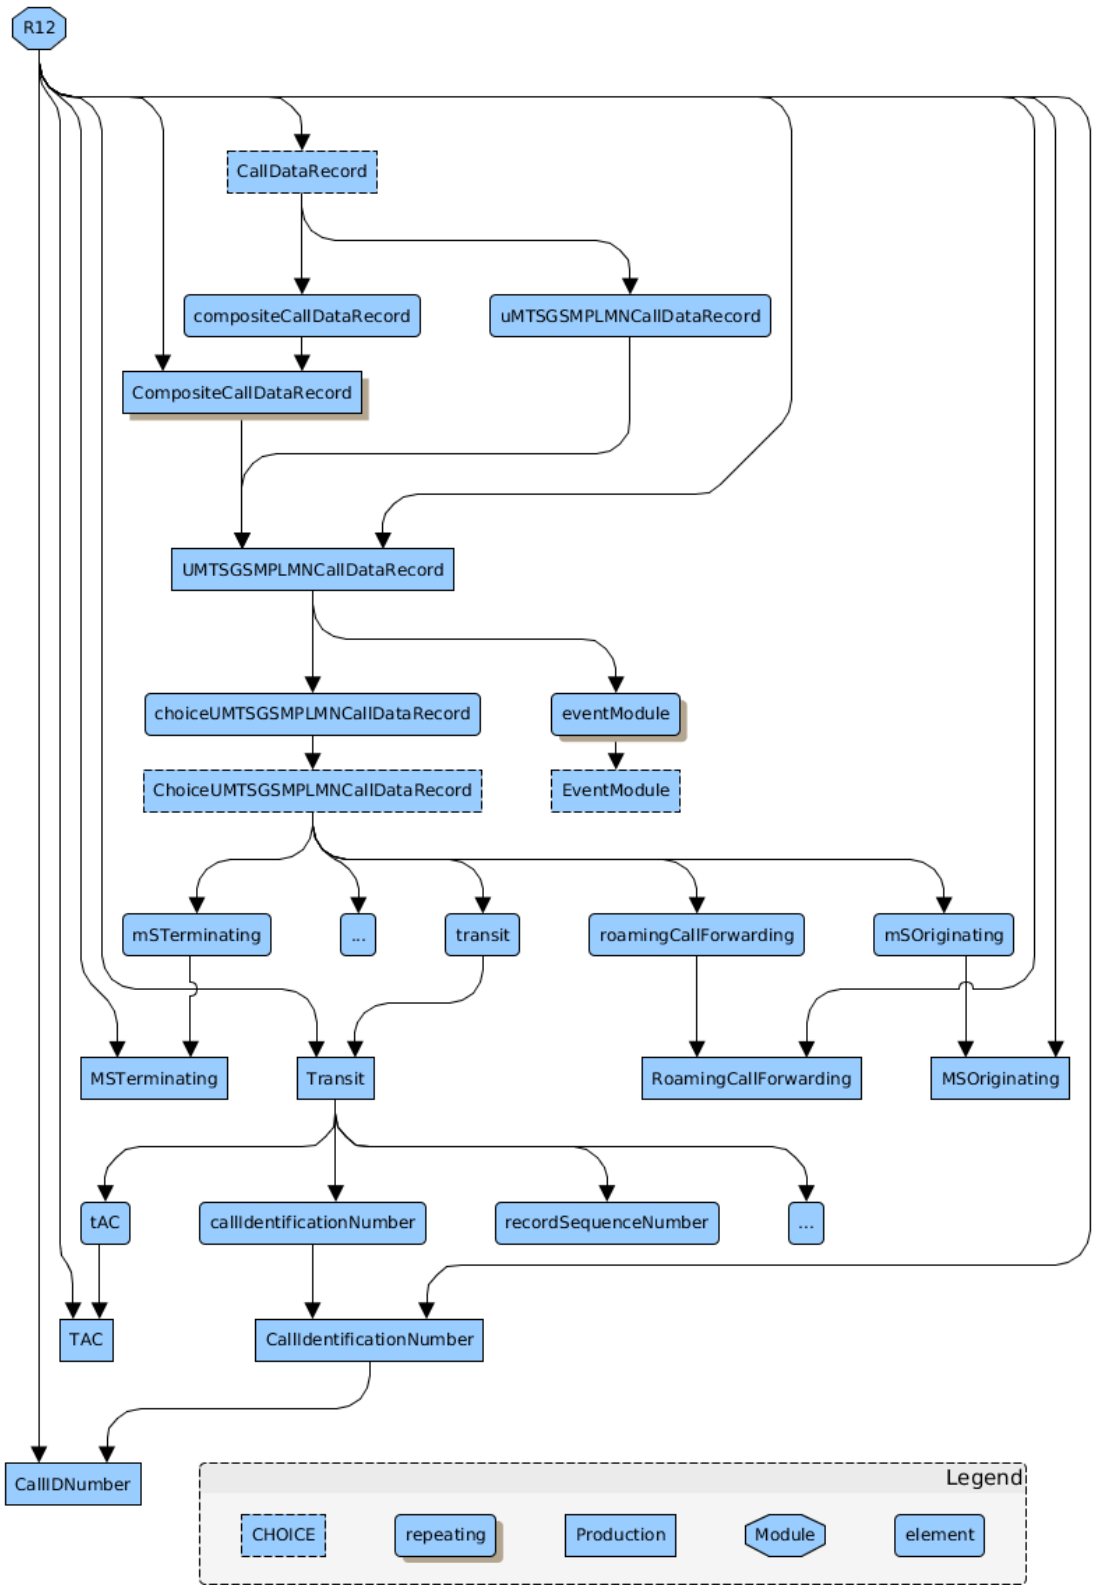 R12
CallDataRecord
compositeCallDataRecord
uMTSGSMPLMNCallDataRecord
CompositeCallDataRecord
UMTSGSMPLMNCallDataRecord
choiceUMTSGSMPLMNCallDataRecord
eventModule
ChoiceUMTSGSMPLMNCallDataRecord
EventModule
mSTerminating
...
transit
roamingCallForwarding
mSOriginating
MSTerminating
Transit
RoamingCallForwarding
MSOriginating
tAC
callIdentificationNumber
recordSequenceNumber
...
TAC
CallIdentificationNumber
CallIDNumber
Legend
CHOICE
repeating
Production
Module
element